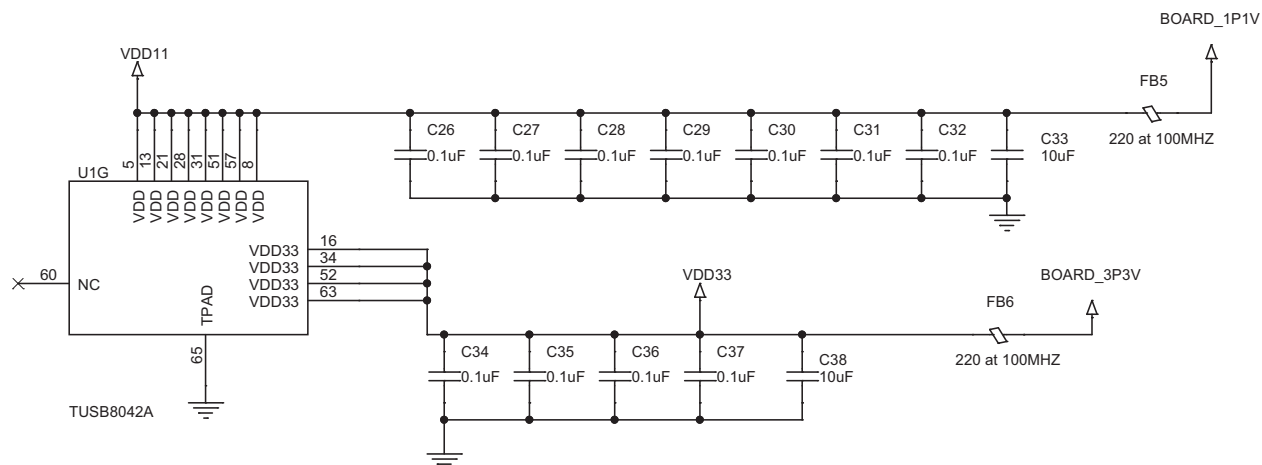 BOARD_1P1V
VDD11
FB5
220 at 100MHZ
C26
0.1uF
C27
0.1uF
C28
0.1uF
C29
0.1uF
C30
0.1uF
C31
0.1uF
C32
0.1uF
C33
10uF
5
13
21
28
31
51
57
8
U1G
VDD
VDD
VDD
VDD
VDD
VDD
VDD
VDD
VDD33
16
VDD33
34
VDD33
52
VDD33
63
60
NC
TPAD
65
TUSB8042A
VDD33
BOARD_3P3V
FB6
220 at 100MHZ
C34
0.1uF
C35
0.1uF
C36
0.1uF
C37
0.1uF
C38
10uF